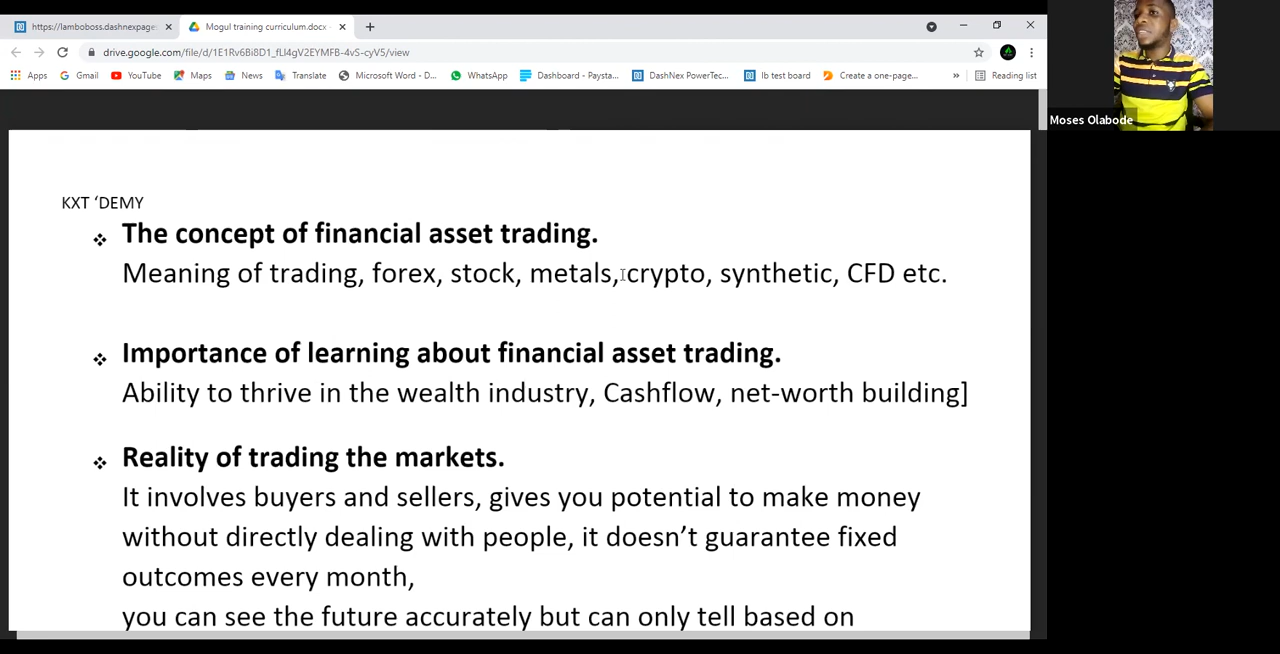 https://lamboboss.dashnexpage
Mogul training curriculum.docx -
drive.google.com/file/d/1E1Rv6Bi8D1_fLl4gV2EYMFB-4vS-cyV5/view
Apps Gmail YouTube Maps News Translate Microsoft Word - D... WhatsApp Dashboard - Paysta... DashNex PowerTec... lb test board Create a one-page... » Reading list
Moses Olabode
KXT ‘DEMY
❖ The concept of financial asset trading.
Meaning of trading, forex, stock, metals, crypto, synthetic, CFD etc.
❖ Importance of learning about financial asset trading.
Ability to thrive in the wealth industry, Cashflow, net-worth building]
❖ Reality of trading the markets.
It involves buyers and sellers, gives you potential to make money
without directly dealing with people, it doesn’t guarantee fixed
outcomes every month,
you can see the future accurately but can only tell based on